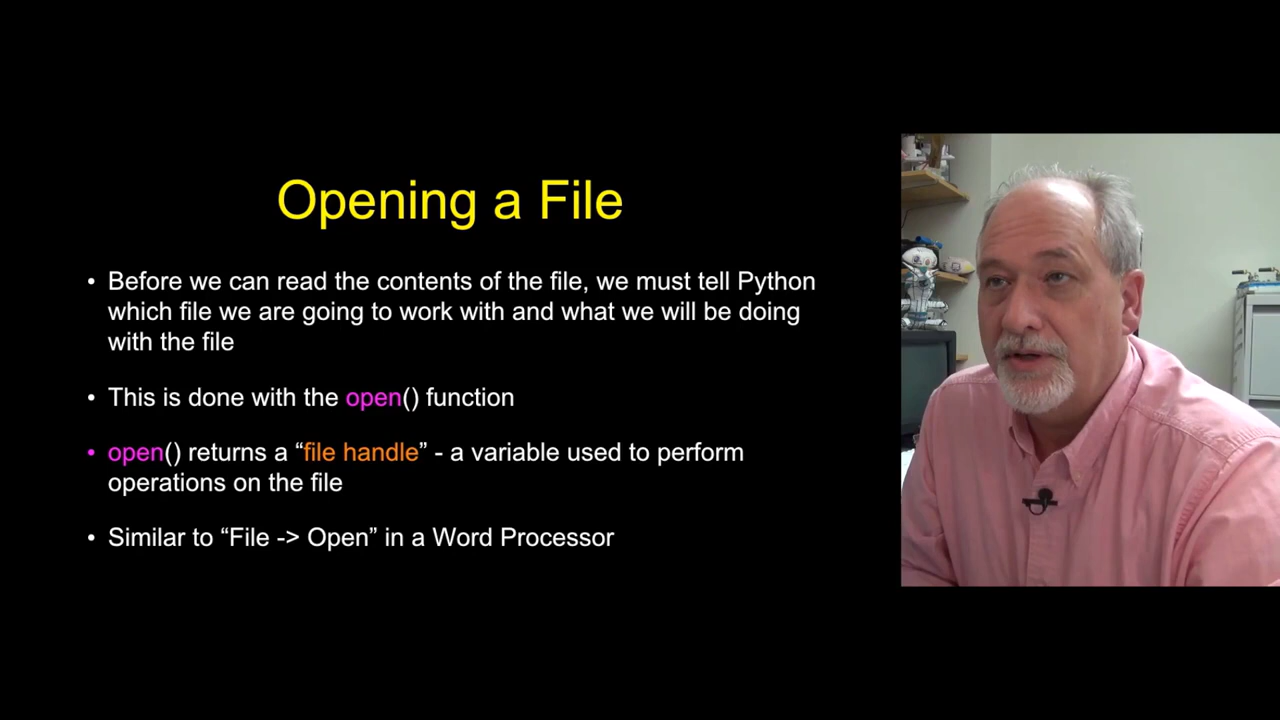 Opening a File
• Before we can read the contents of the file, we must tell Python
which file we are going to work with and what we will be doing
with the file
• This is done with the open() function
• open() returns a “file handle” - a variable used to perform
operations on the file
• Similar to “File -> Open” in a Word Processor